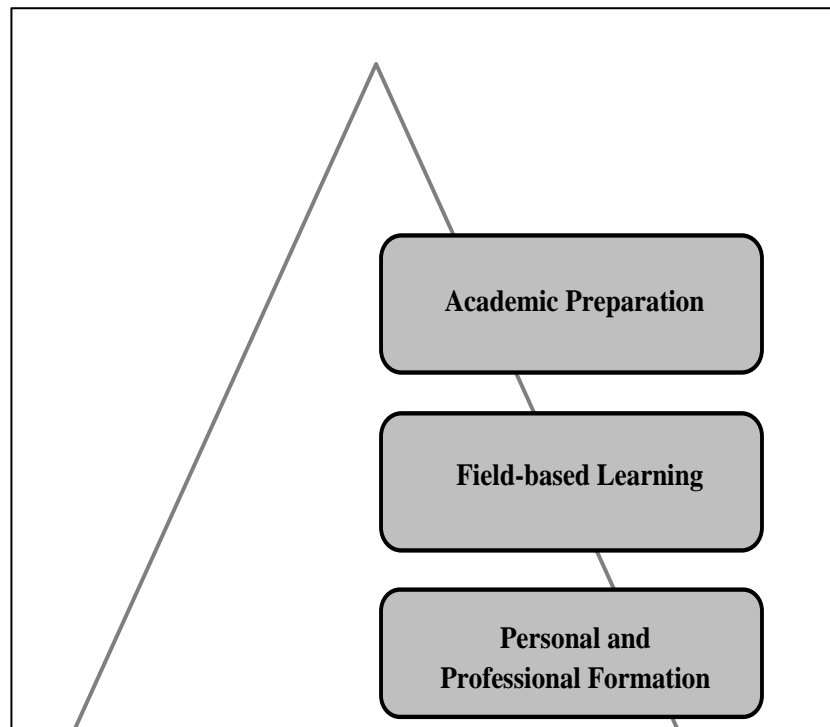 Academic Preparation
Field-based Learning
Personal and
Professional Formation